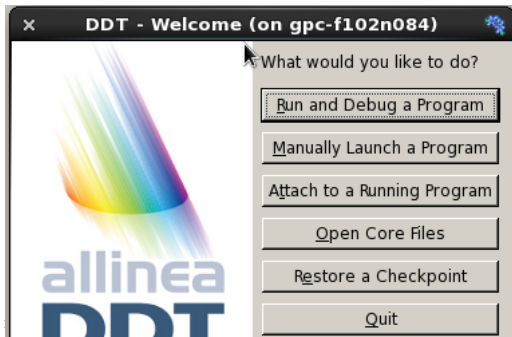 DDT - Welcome (on gpc-f102n084)
What would you like to do?
Run and Debug a Program
Manually Launch a Program
Attach to a Running Program
Open Core Files
Restore a Checkpoint
Quit
allinea
DDT